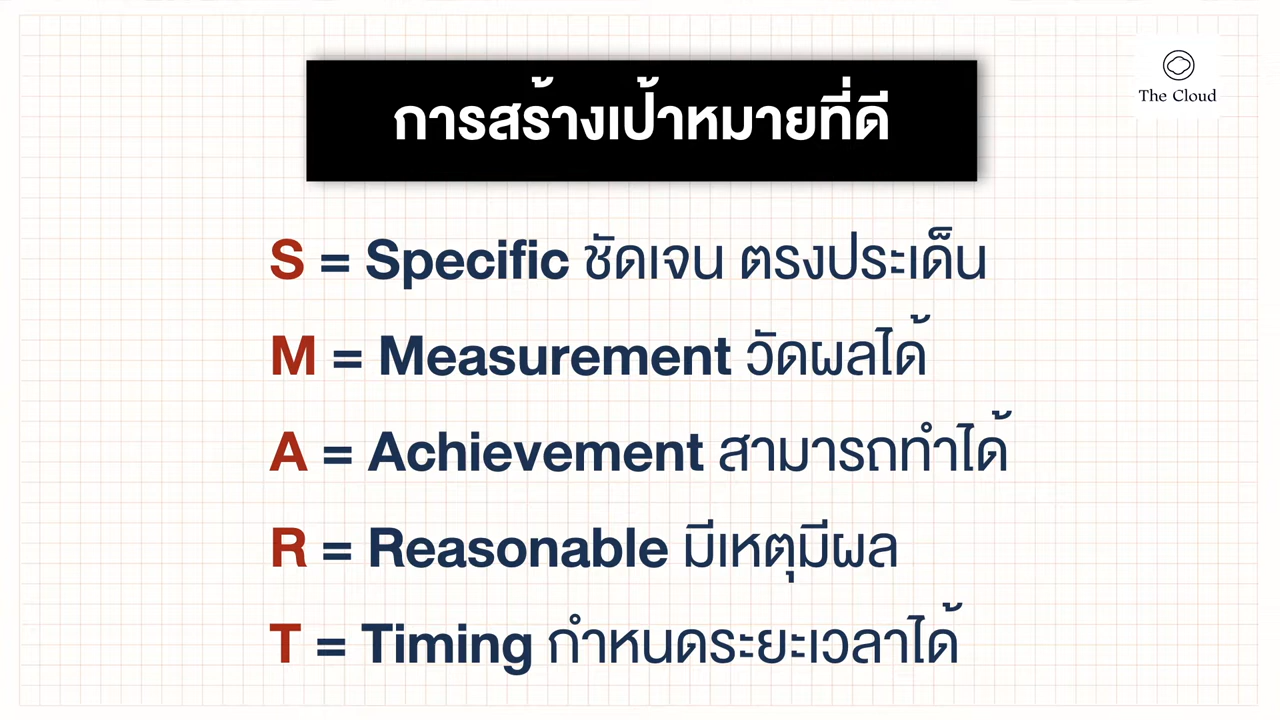 การสร้างเป้าหมายที่ดี
The Cloud
S = Specific ชัดเจน ตรงประเด็น
M = Measurement วัดผลได้
A = Achievement สามารถทำได้
R = Reasonable มีเหตุมีผล
T = Timing กำหนดระยะเวลาได้